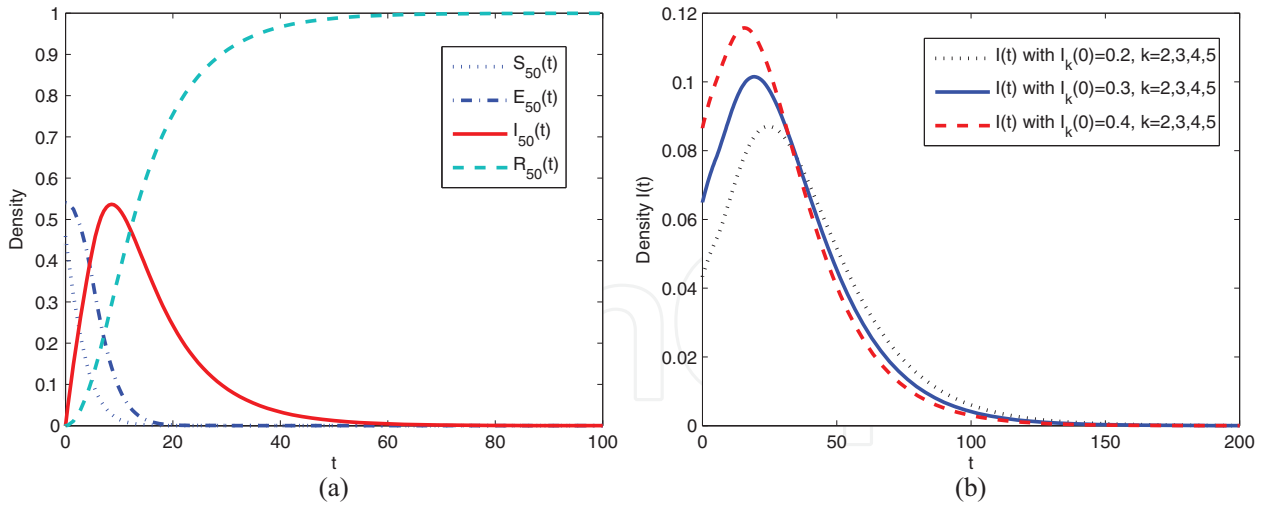 1
0.9
0.8
0.7
0.6
0.5
0.4
0.3
0.2
0.1
0
Density
0 20 40 60 80 100
t
S50(t)
E50(t)
I50(t)
R50(t)
(a)
0.12
0.1
0.08
0.06
0.04
0.02
0
Density I(t)
0 50 100 150 200
t
I(t) with Ik(0)=0.2, k=2,3,4,5
I(t) with Ik(0)=0.3, k=2,3,4,5
I(t) with Ik(0)=0.4, k=2,3,4,5
(b)